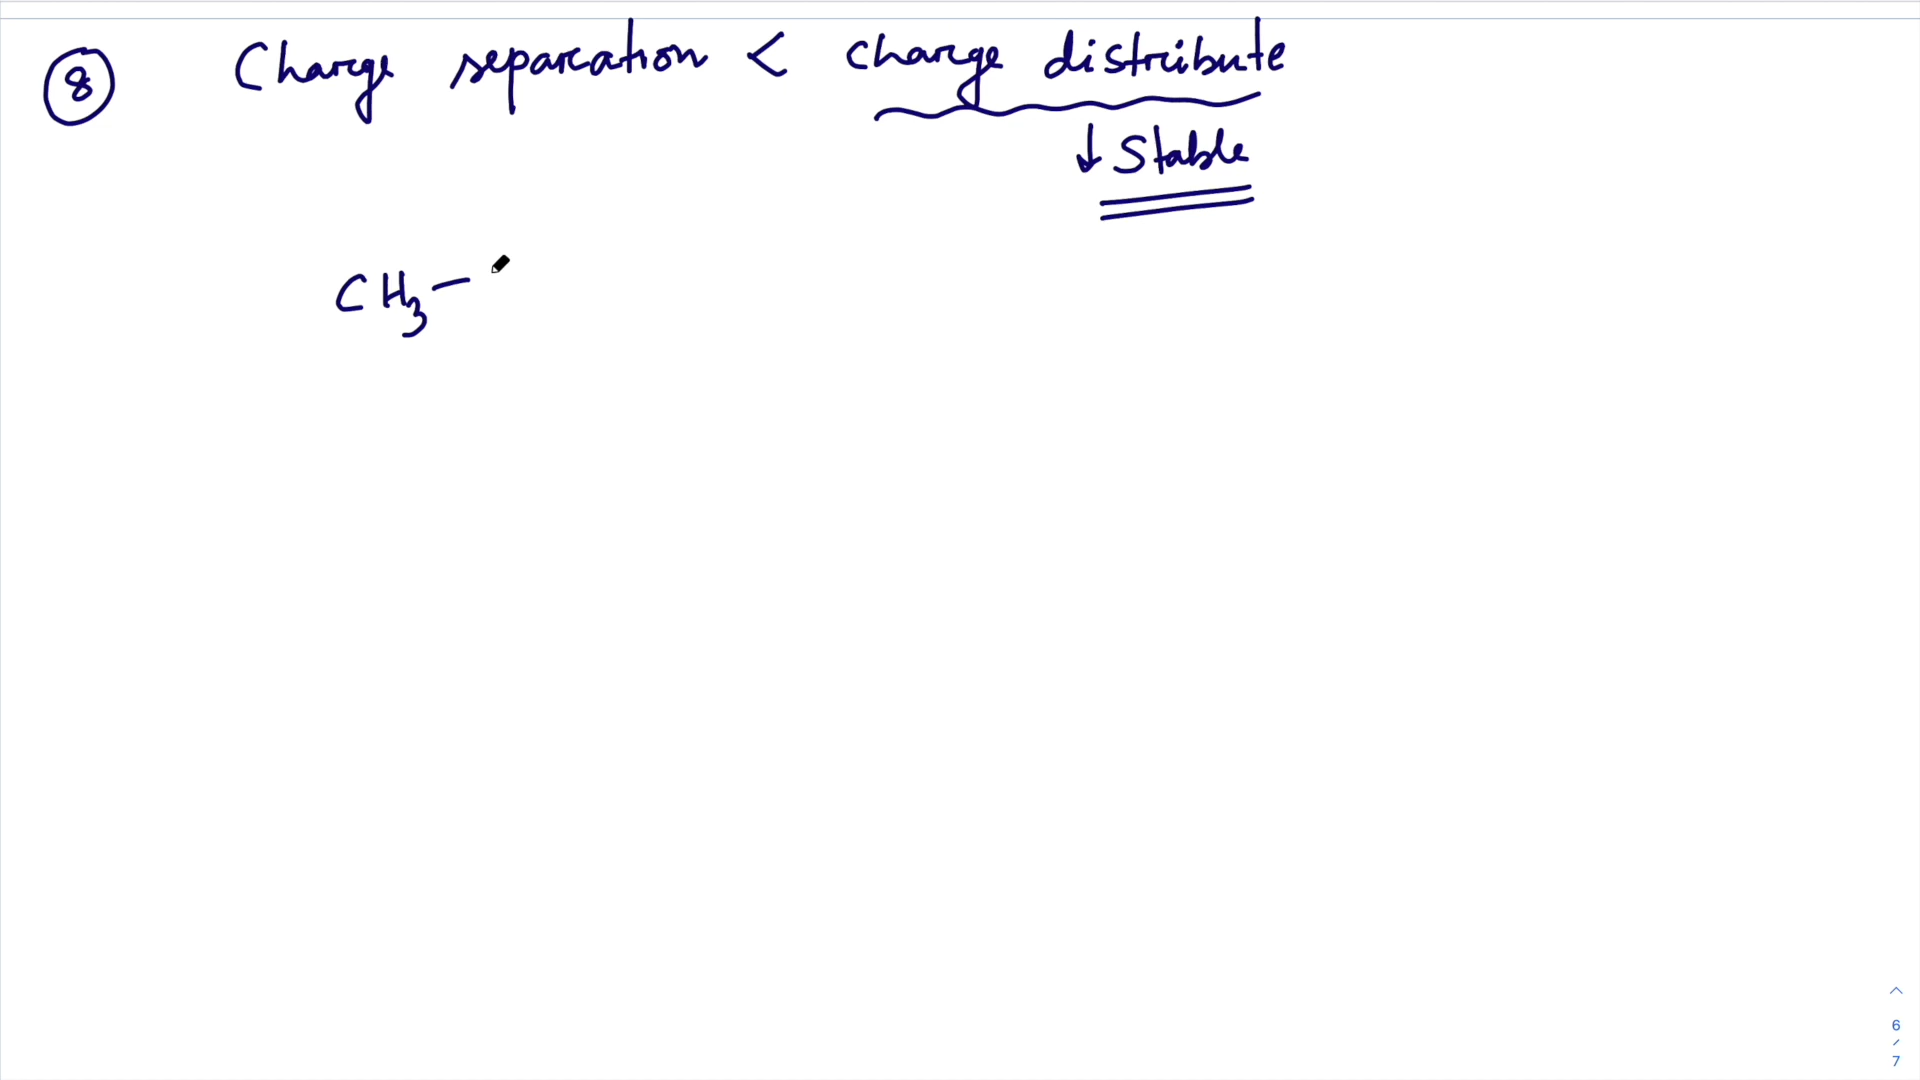 ⑧ Charge separation < charge distribute
↓ Stable
CH₃ —
6
/
7